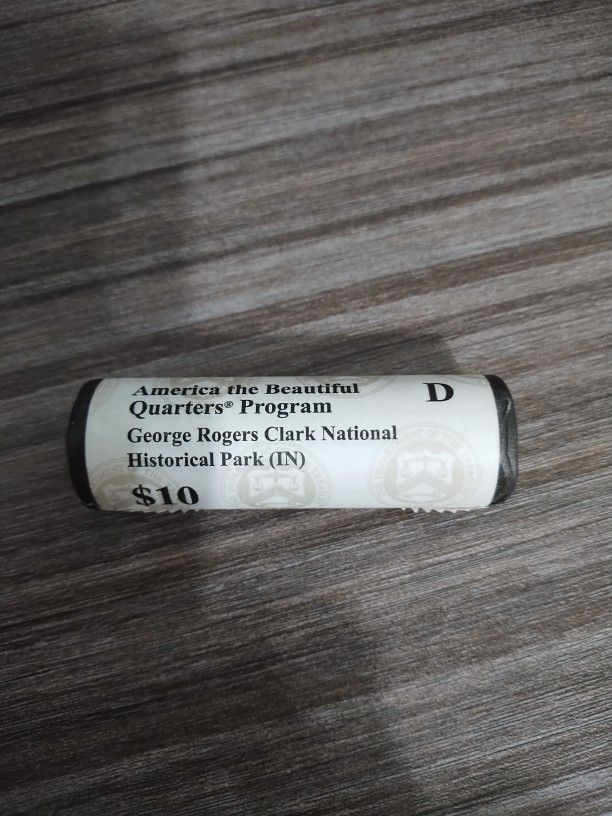 America the Beautiful D
Quarters® Program
George Rogers Clark National
Historical Park (IN)
$10